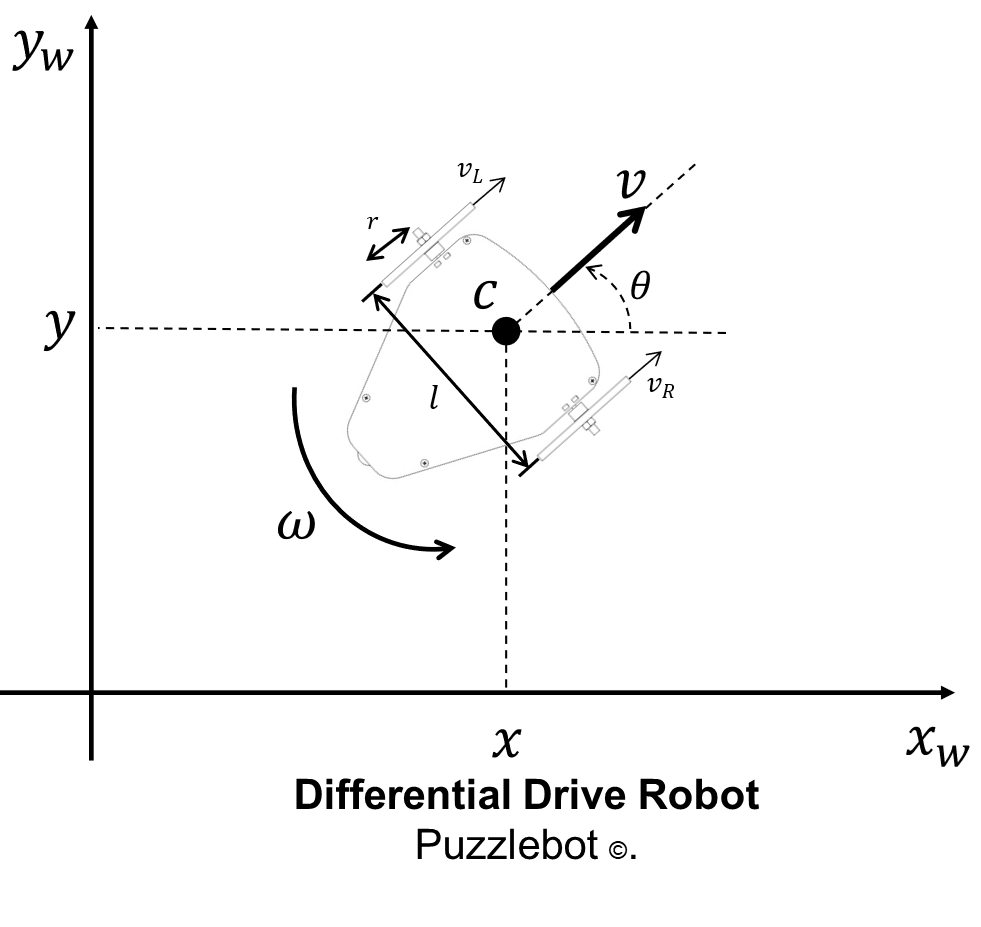 y_w
v_L
v
r
θ
c
y
v_R
l
ω
x
x_w
Differential Drive Robot
Puzzlebot ©.